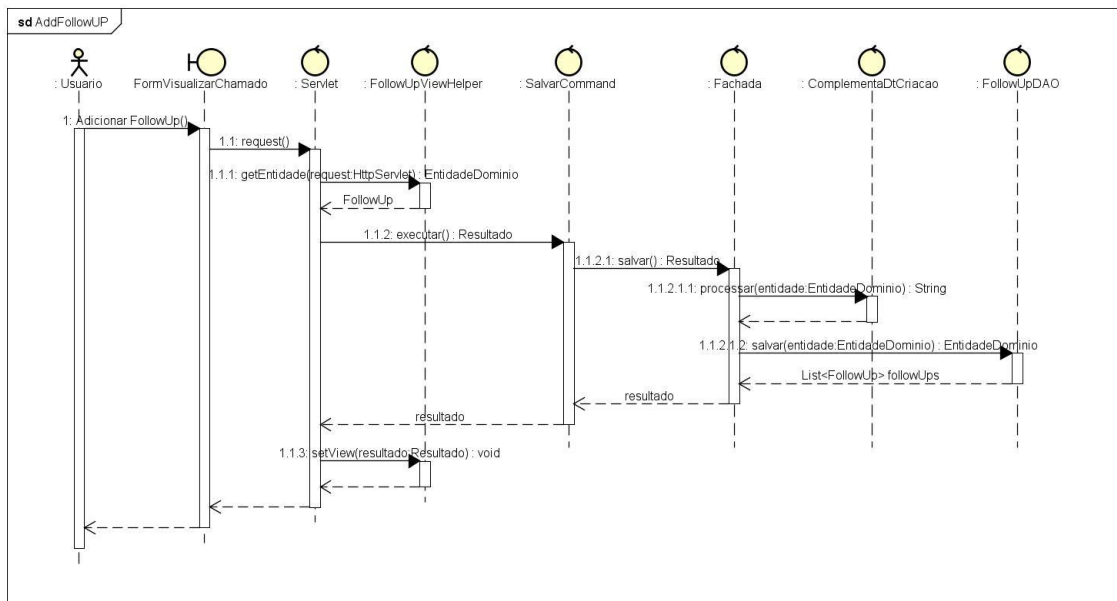 sd AddFollowUP
: Usuario
FormVisualizarChamado
: Servlet
: FollowUpViewHelper
: SalvarCommand
: Fachada
: ComplementaDtCriacao
: FollowUpDAO
1: Adicionar FollowUp()
1.1: request()
1.1.1: getEntidade(request:HttpServlet) : EntidadeDominio
FollowUp
1.1.2: executar() : Resultado
1.1.2.1: salvar() : Resultado
1.1.2.1.1: processar(entidade:EntidadeDominio) : String
1.1.2.1.2: salvar(entidade:EntidadeDominio) : EntidadeDominio
List<FollowUp> followUps
resultado
resultado
1.1.3: setView(resultado:Resultado) : void